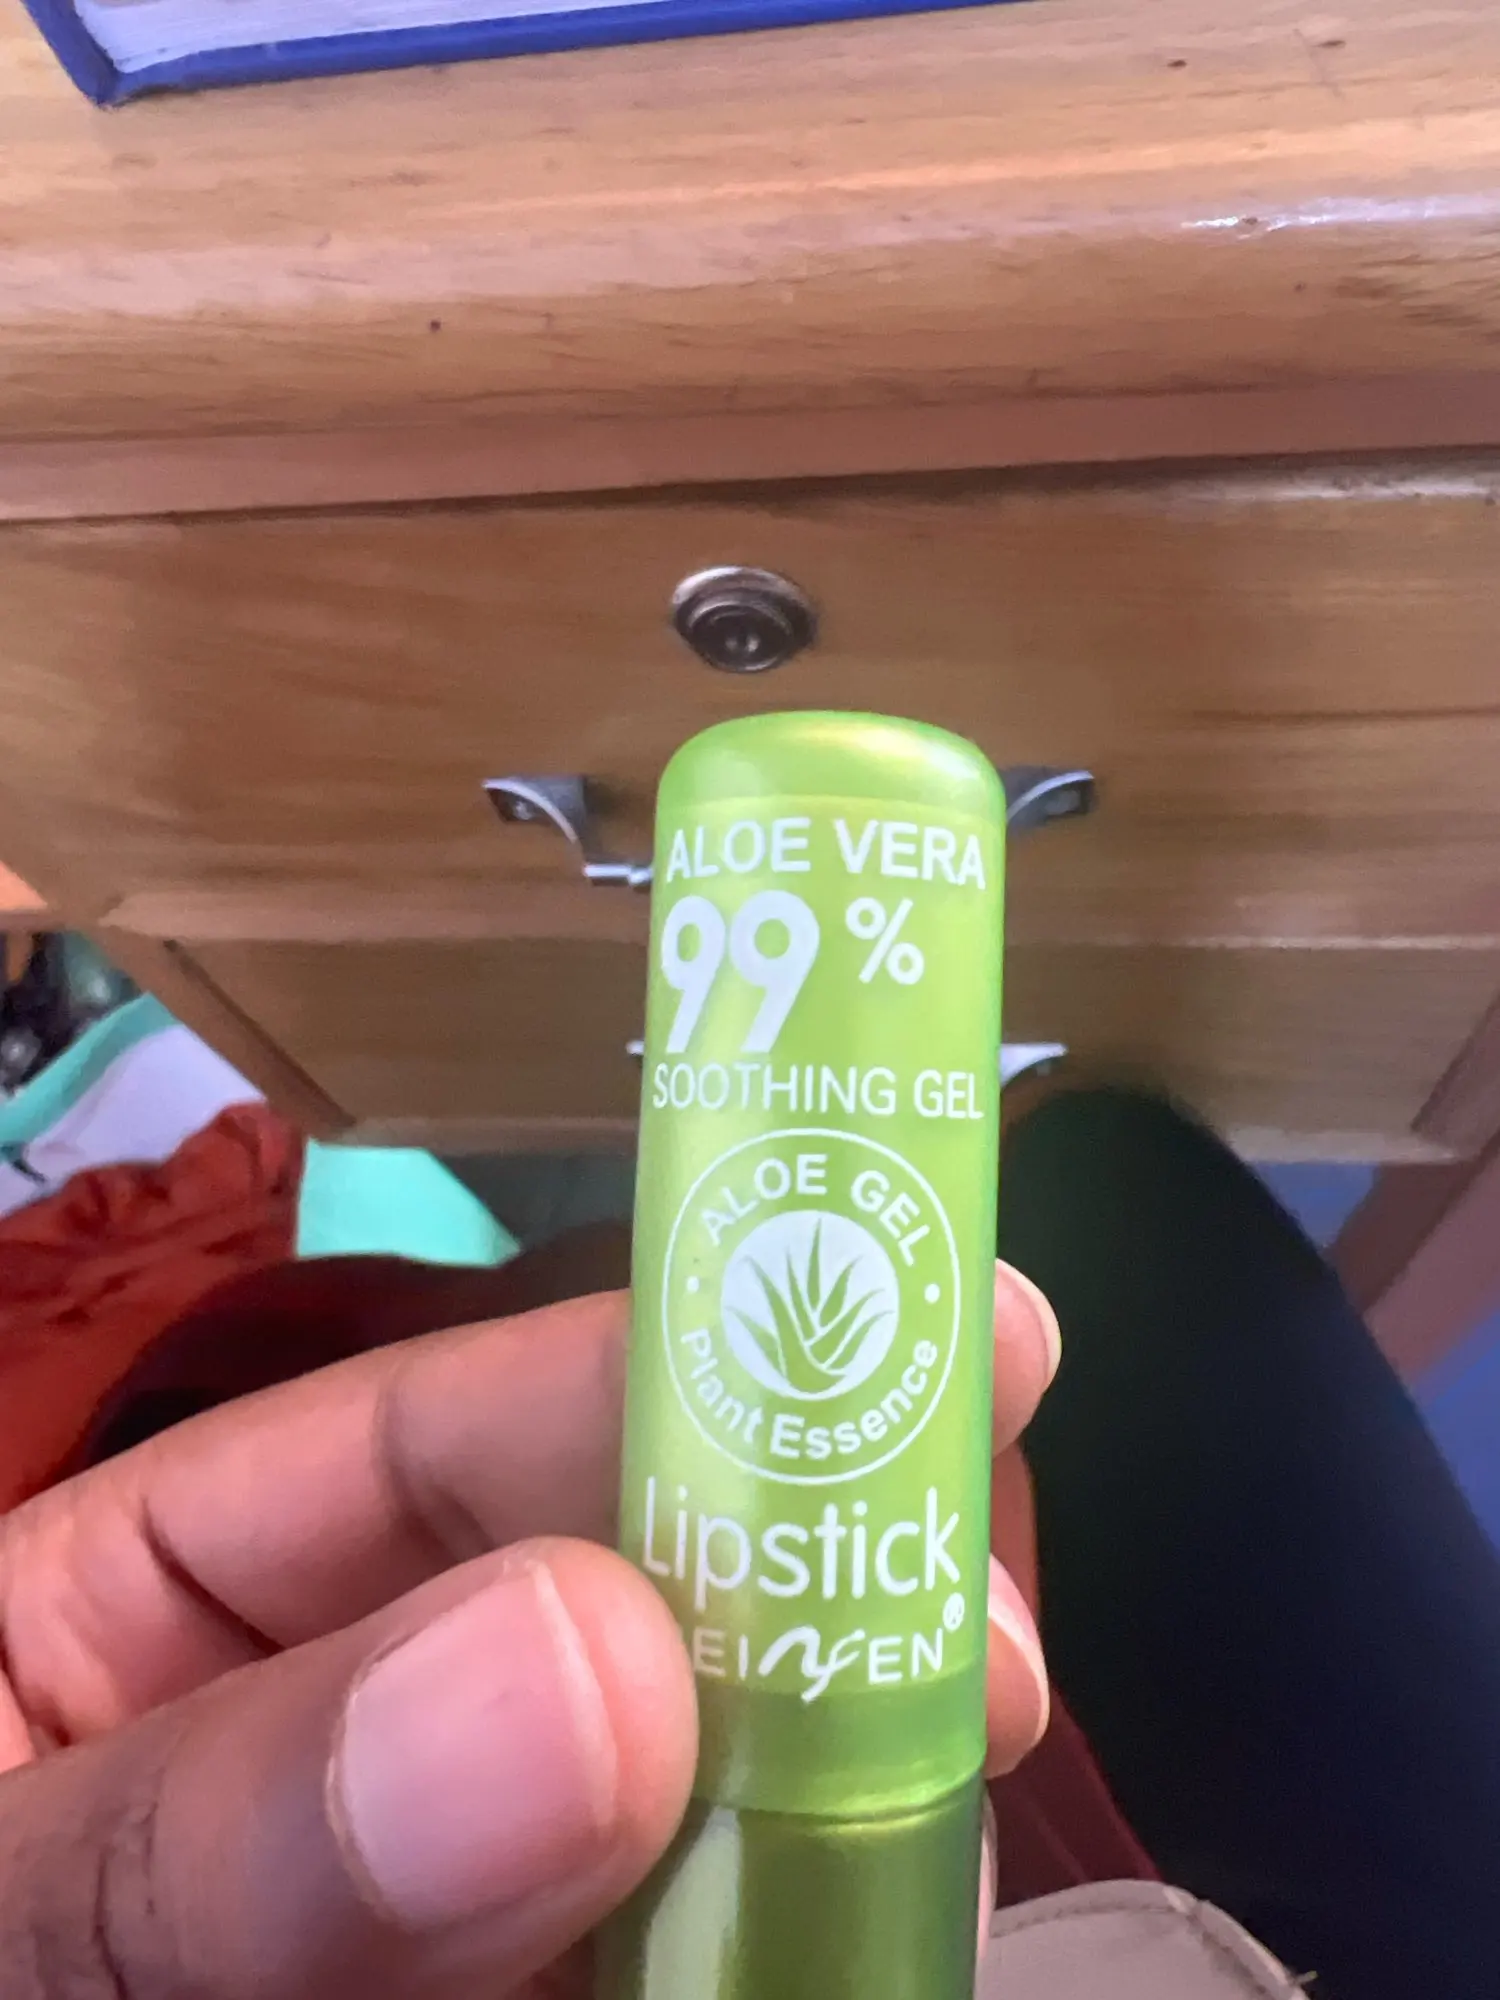 ALOE VERA
99%
SOOTHING GEL
ALOE GEL
Plant Essence
Lipstick